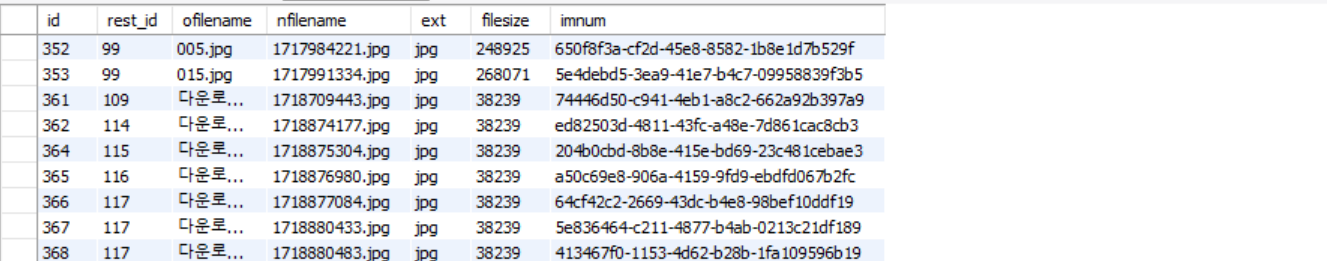 id rest_id ofilename nfilename ext filesize imnum
352 99 005.jpg 1717984221.jpg jpg 248925 650f8f3a-cf2d-45e8-8582-1b8e1d7b529f
353 99 015.jpg 1717991334.jpg jpg 268071 5e4debd5-3ea9-41e7-b4c7-09958839f3b5
361 109 다운로... 1718709443.jpg jpg 38239 74446d50-c941-4eb1-a8c2-662a92b397a9
362 114 다운로... 1718874177.jpg jpg 38239 ed82503d-4811-43fc-a48e-7d861cac8cb3
364 115 다운로... 1718875304.jpg jpg 38239 204b0cbd-8b8e-415e-bd69-23c481cebae3
365 116 다운로... 1718876980.jpg jpg 38239 a50c69e8-906a-4159-9fd9-ebdfd067b2fc
366 117 다운로... 1718877084.jpg jpg 38239 64cf42c2-2669-43dc-b4e8-98bef10ddf19
367 117 다운로... 1718880433.jpg jpg 38239 5e836464-c211-4877-b4ab-0213c21df189
368 117 다운로... 1718880483.jpg jpg 38239 413467f0-1153-4d62-b28b-1fa109596b19